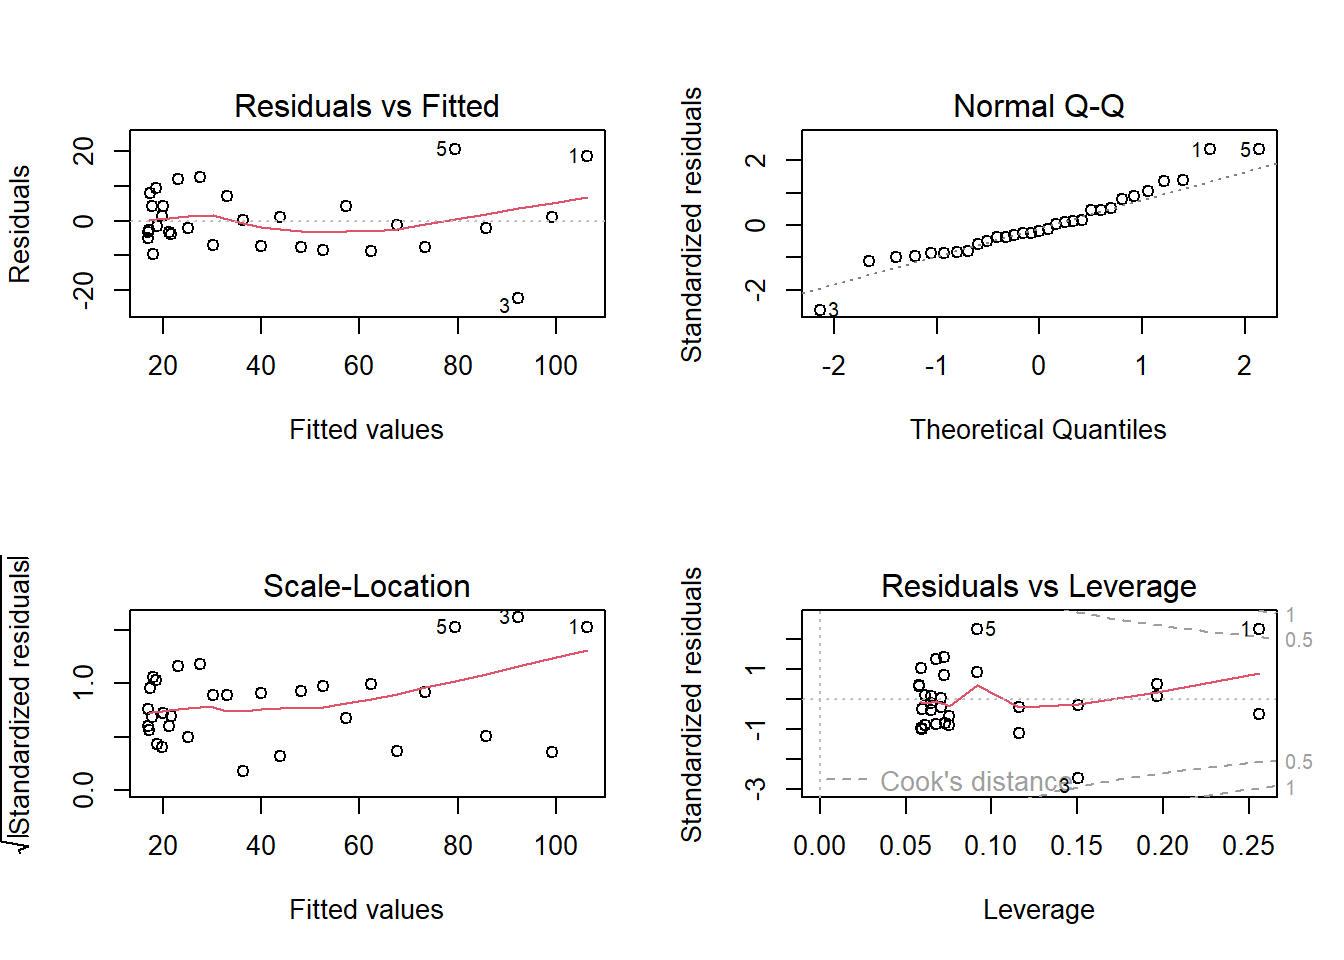 Residuals vs Fitted
Residuals
20
0
-20
5
1
3
20 40 60 80 100
Fitted values
Normal Q-Q
Standardized residuals
2
0
-2
1
5
3
-2 -1 0 1 2
Theoretical Quantiles
Scale-Location
√|Standardized residuals|
1.0
0.0
5
3
1
20 40 60 80 100
Fitted values
Residuals vs Leverage
Standardized residuals
1
-1
-3
5
1
3
Cook's distance
1
0.5
0.5
1
0.00 0.05 0.10 0.15 0.20 0.25
Leverage